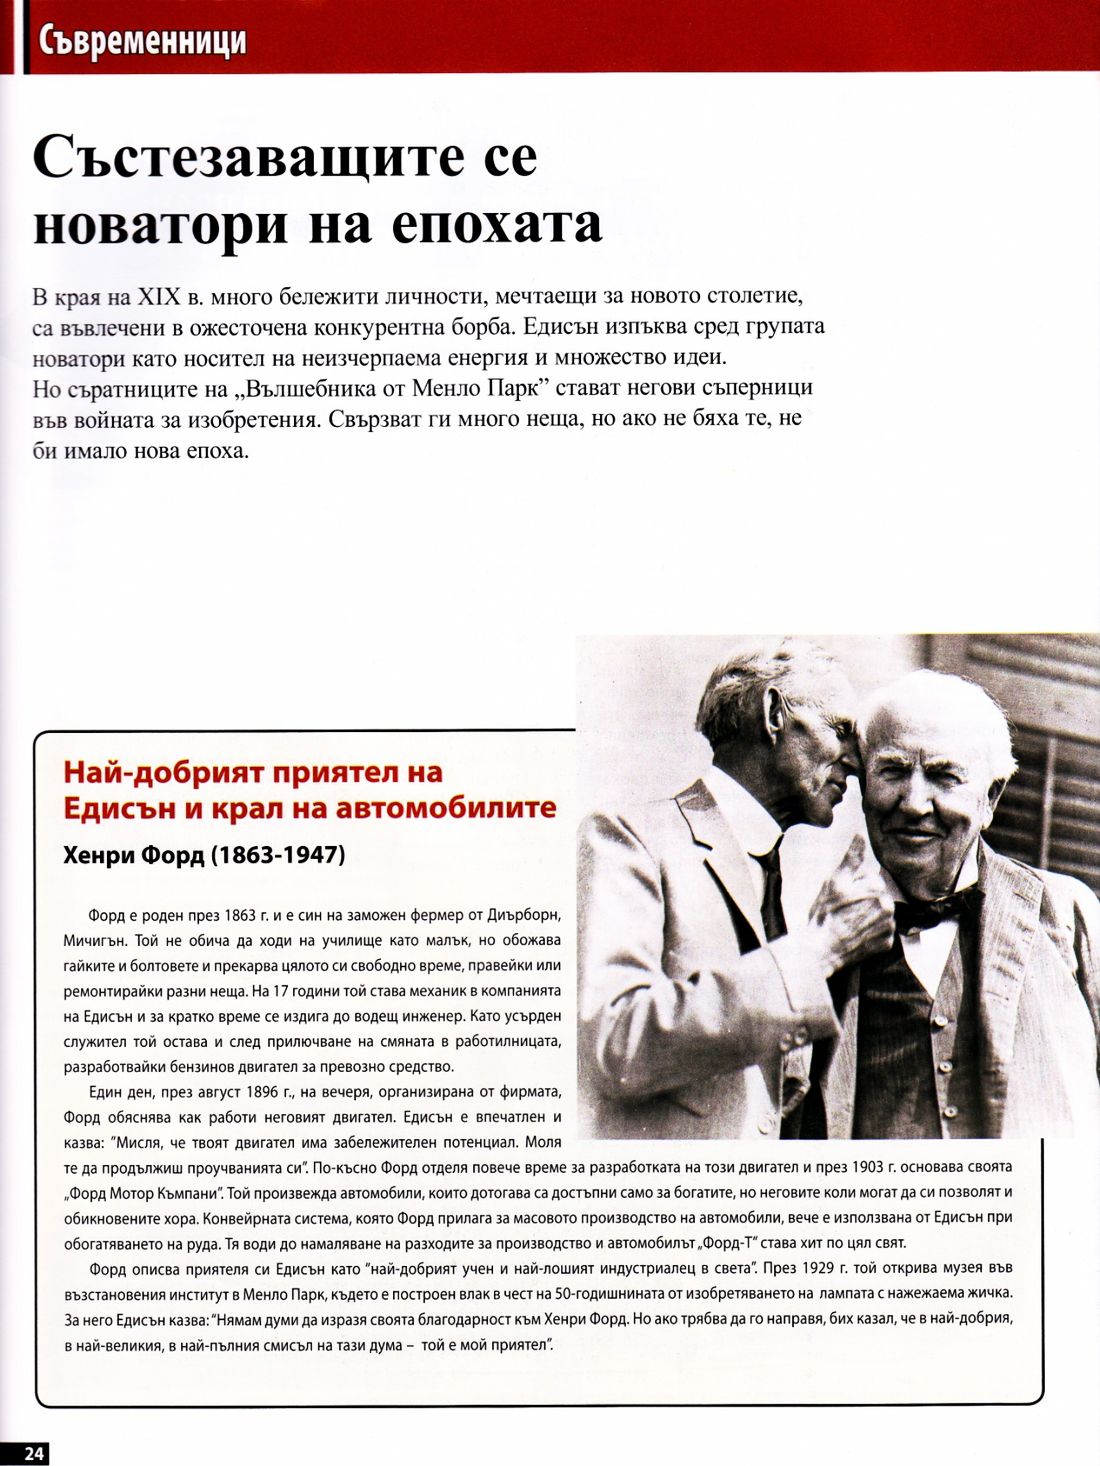 Съвременници
Състезаващите се
новатори на епохата
В края на XIX в. много бележити личности, мечтаещи за новото столетие,
са въвлечени в ожесточена конкурентна борба. Едисън изпъква сред групата
новатори като носител на неизчерпаема енергия и множество идеи.
Но съратниците на „Вълшебника от Менло Парк” стават негови съперници
във войната за изобретения. Свързват ги много неща, но ако не бяха те, не
би имало нова епоха.
Най-добрият приятел на
Едисън и крал на автомобилите
Хенри Форд (1863-1947)
Форд е роден през 1863 г. и е син на заможен фермер от Диърборн,
Мичигън. Той не обича да ходи на училище като малък, но обожава
гайките и болтовете и прекарва цялото си свободно време, правейки или
ремонтирайки разни неща. На 17 години той става механик в компанията
на Едисън и за кратко време се издига до водещ инженер. Като усърден
служител той остава и след прилючване на смяната в работилницата,
разработвайки бензинов двигател за превозно средство.
Един ден, през август 1896 г., на вечеря, организирана от фирмата,
Форд обяснява как работи неговият двигател. Едисън е впечатлен и
казва: ”Мисля, че твоят двигател има забележителен потенциал. Моля
те да продължиш проучванията си”. По-късно Форд отделя повече време за разработката на този двигател и през 1903 г. основава своята
„Форд Мотор Къмпани”. Той произвежда автомобили, които дотогава са достъпни само за богатите, но неговите коли могат да си позволят и
обикновените хора. Конвейрната система, която Форд прилага за масовото производство на автомобили, вече е използвана от Едисън при
обогатяването на руда. Тя води до намаляване на разходите за производство и автомобилът „Форд-Т” става хит по цял свят.
Форд описва приятеля си Едисън като “най-добрият учен и най-лошият индустриалец в света”. През 1929 г. той открива музея във
възстановения институт в Менло Парк, където е построен влак в чест на 50-годишнината от изобретяването на лампата с нажежаема жичка.
За него Едисън казва: “Нямам думи да изразя своята благодарност към Хенри Форд. Но ако трябва да го направя, бих казал, че в най-добрия,
в най-великия, в най-пълния смисъл на тази дума – той е мой приятел”.
24